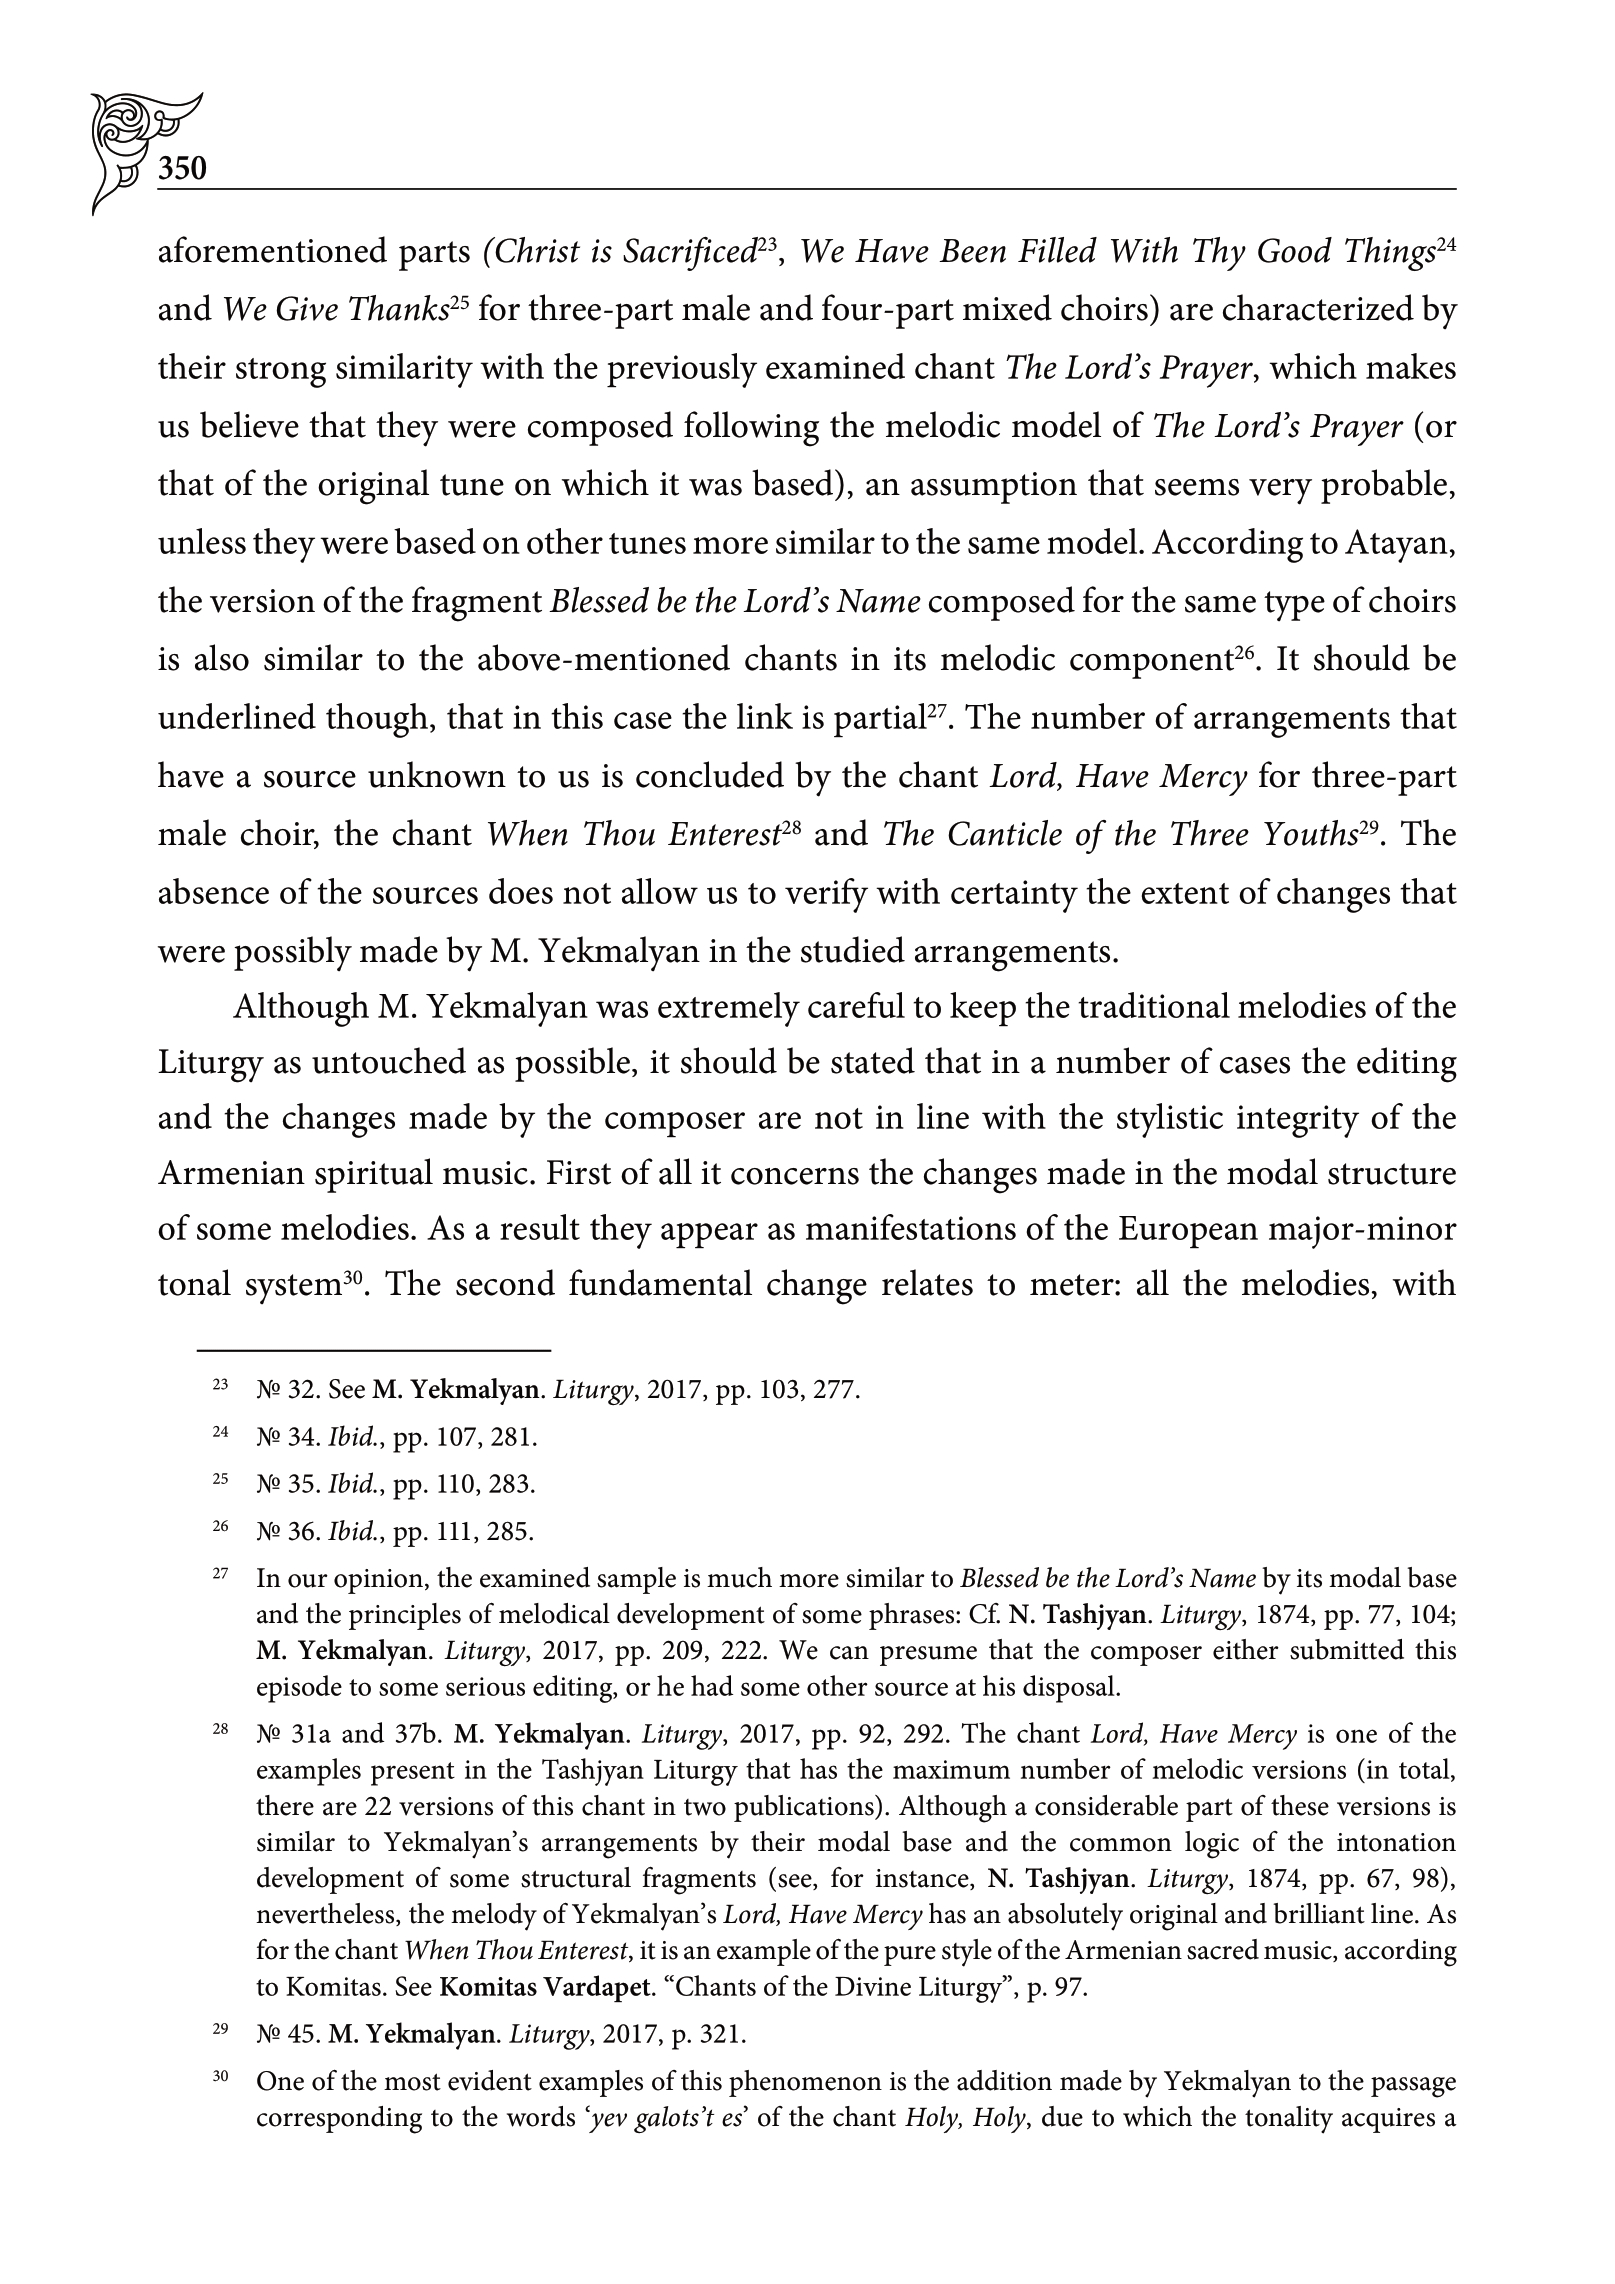 350
aforementioned parts (Christ is Sacrificed²³, We Have Been Filled With Thy Good Things²⁴
and We Give Thanks²⁵ for three-part male and four-part mixed choirs) are characterized by
their strong similarity with the previously examined chant The Lord’s Prayer, which makes
us believe that they were composed following the melodic model of The Lord’s Prayer (or
that of the original tune on which it was based), an assumption that seems very probable,
unless they were based on other tunes more similar to the same model. According to Atayan,
the version of the fragment Blessed be the Lord’s Name composed for the same type of choirs
is also similar to the above-mentioned chants in its melodic component²⁶. It should be
underlined though, that in this case the link is partial²⁷. The number of arrangements that
have a source unknown to us is concluded by the chant Lord, Have Mercy for three-part
male choir, the chant When Thou Enterest²⁸ and The Canticle of the Three Youths²⁹. The
absence of the sources does not allow us to verify with certainty the extent of changes that
were possibly made by M. Yekmalyan in the studied arrangements.
Although M. Yekmalyan was extremely careful to keep the traditional melodies of the
Liturgy as untouched as possible, it should be stated that in a number of cases the editing
and the changes made by the composer are not in line with the stylistic integrity of the
Armenian spiritual music. First of all it concerns the changes made in the modal structure
of some melodies. As a result they appear as manifestations of the European major-minor
tonal system³⁰. The second fundamental change relates to meter: all the melodies, with
²³ № 32. See M. Yekmalyan. Liturgy, 2017, pp. 103, 277.
²⁴ № 34. Ibid., pp. 107, 281.
²⁵ № 35. Ibid., pp. 110, 283.
²⁶ № 36. Ibid., pp. 111, 285.
²⁷ In our opinion, the examined sample is much more similar to Blessed be the Lord’s Name by its modal base
and the principles of melodical development of some phrases: Cf. N. Tashjyan. Liturgy, 1874, pp. 77, 104;
M. Yekmalyan. Liturgy, 2017, pp. 209, 222. We can presume that the composer either submitted this
episode to some serious editing, or he had some other source at his disposal.
²⁸ № 31a and 37b. M. Yekmalyan. Liturgy, 2017, pp. 92, 292. The chant Lord, Have Mercy is one of the
examples present in the Tashjyan Liturgy that has the maximum number of melodic versions (in total,
there are 22 versions of this chant in two publications). Although a considerable part of these versions is
similar to Yekmalyan’s arrangements by their modal base and the common logic of the intonation
development of some structural fragments (see, for instance, N. Tashjyan. Liturgy, 1874, pp. 67, 98),
nevertheless, the melody of Yekmalyan’s Lord, Have Mercy has an absolutely original and brilliant line. As
for the chant When Thou Enterest, it is an example of the pure style of the Armenian sacred music, according
to Komitas. See Komitas Vardapet. “Chants of the Divine Liturgy”, p. 97.
²⁹ № 45. M. Yekmalyan. Liturgy, 2017, p. 321.
³⁰ One of the most evident examples of this phenomenon is the addition made by Yekmalyan to the passage
corresponding to the words ‘yev galots’t es’ of the chant Holy, Holy, due to which the tonality acquires a